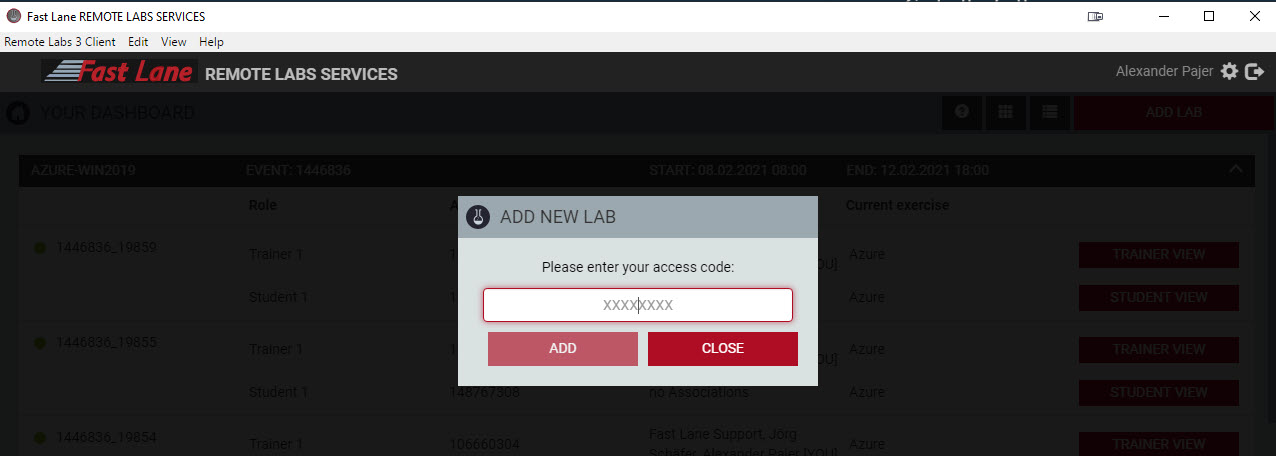 Fast Lane REMOTE LABS SERVICES
Remote Labs 3 Client Edit View Help
Fast Lane REMOTE LABS SERVICES Alexander Pajer
YOUR DASHBOARD ? ADD LAB
AZURE-WIN2019 EVENT: 1446836 START: 08.02.2021 08:00 END: 12.02.2021 18:00
Role Current exercise
ADD NEW LAB
Please enter your access code:
XXXXXXXX
ADD CLOSE
1446836_19859 Trainer 1 Azure TRAINER VIEW
Student 1 Azure STUDENT VIEW
1446836_19855 Trainer 1 Azure TRAINER VIEW
Student 1 148767308 no Associations Azure STUDENT VIEW
1446836_19854 Trainer 1 106660304 Fast Lane Support, Jörg Azure TRAINER VIEW
Schäfer, Alexander Pajer [YOU]